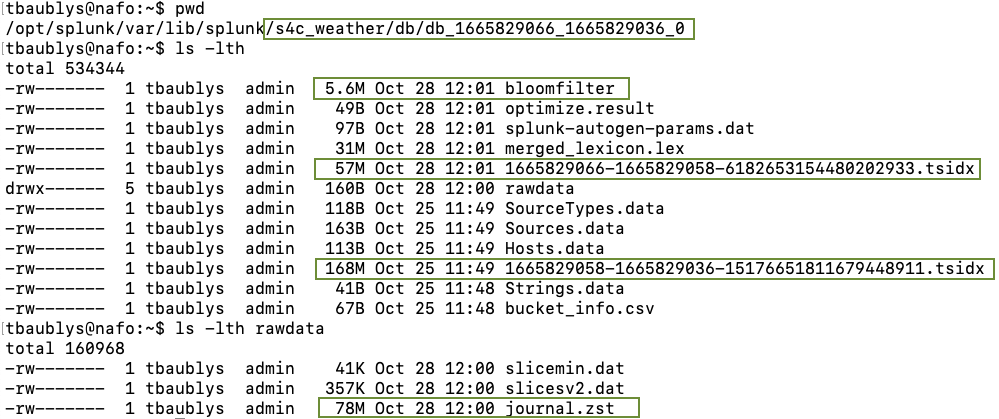 [tbaublys@nafo:~$ pwd
/opt/splunk/var/lib/splunk/s4c_weather/db/db_1665829066_1665829036_0
[tbaublys@nafo:~$ ls -lth
total 534344
-rw-------  1 tbaublys  admin   5.6M Oct 28 12:01 bloomfilter
-rw-------  1 tbaublys  admin    49B Oct 28 12:01 optimize.result
-rw-------  1 tbaublys  admin    97B Oct 28 12:01 splunk-autogen-params.dat
-rw-------  1 tbaublys  admin    31M Oct 28 12:01 merged_lexicon.lex
-rw-------  1 tbaublys  admin    57M Oct 28 12:01 1665829066-1665829058-6182653154480202933.tsidx
drwx------  5 tbaublys  admin   160B Oct 28 12:00 rawdata
-rw-------  1 tbaublys  admin   118B Oct 25 11:49 SourceTypes.data
-rw-------  1 tbaublys  admin   163B Oct 25 11:49 Sources.data
-rw-------  1 tbaublys  admin   113B Oct 25 11:49 Hosts.data
-rw-------  1 tbaublys  admin   168M Oct 25 11:49 1665829058-1665829036-15176651811679448911.tsidx
-rw-------  1 tbaublys  admin    41B Oct 25 11:48 Strings.data
-rw-------  1 tbaublys  admin    67B Oct 25 11:48 bucket_info.csv
[tbaublys@nafo:~$ ls -lth rawdata
total 160968
-rw-------  1 tbaublys  admin    41K Oct 28 12:00 slicemin.dat
-rw-------  1 tbaublys  admin   357K Oct 28 12:00 slicesv2.dat
-rw-------  1 tbaublys  admin    78M Oct 28 12:00 journal.zst